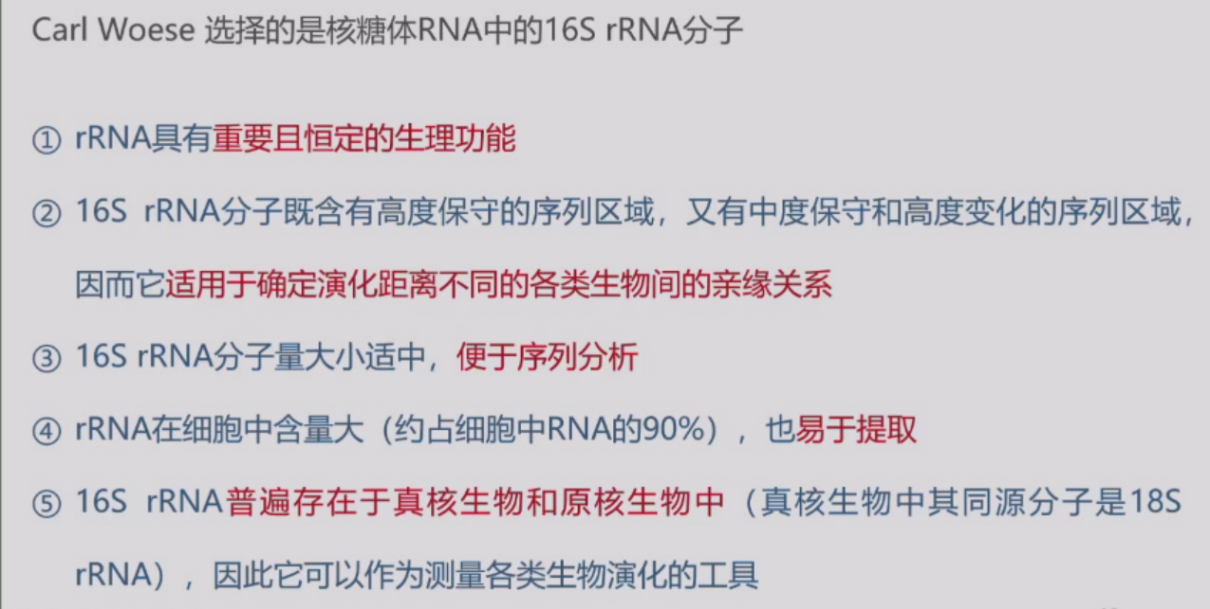 Carl Woese 选择的是核糖体RNA中的16S rRNA分子
① rRNA具有重要且恒定的生理功能
② 16S rRNA分子既含有高度保守的序列区域，又有中度保守和高度变化的序列区域，
因而它适用于确定演化距离不同的各类生物间的亲缘关系
③ 16S rRNA分子量大小适中，便于序列分析
④ rRNA在细胞中含量大（约占细胞中RNA的90%），也易于提取
⑤ 16S rRNA普遍存在于真核生物和原核生物中（真核生物中其同源分子是18S
rRNA），因此它可以作为测量各类生物演化的工具